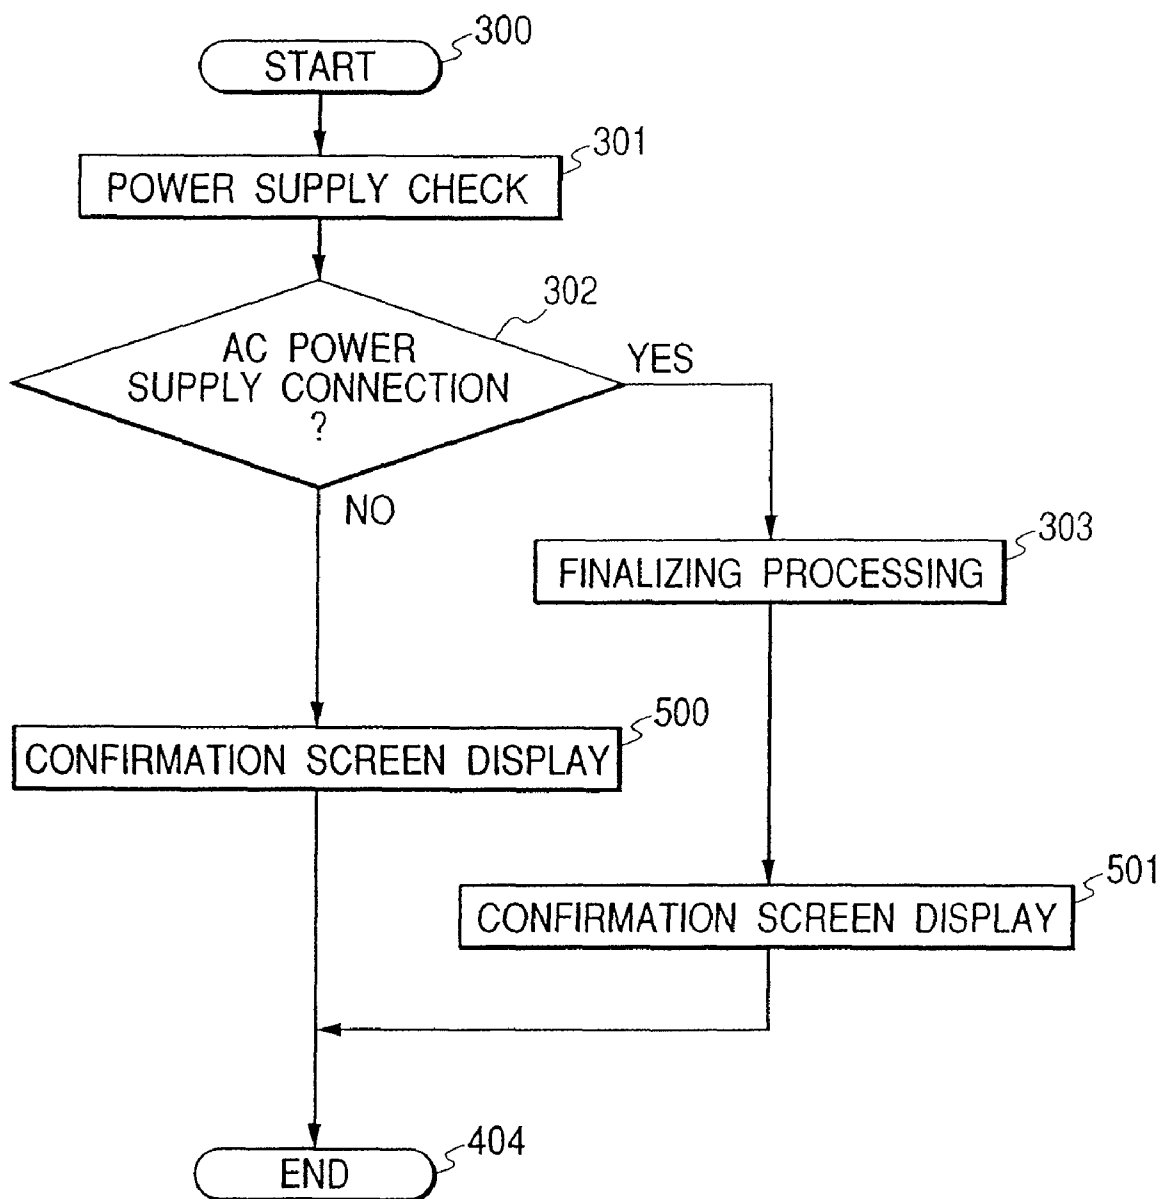 START
300
POWER SUPPLY CHECK
301
302
AC POWER
SUPPLY CONNECTION
?
YES
NO
303
FINALIZING PROCESSING
500
CONFIRMATION SCREEN DISPLAY
501
CONFIRMATION SCREEN DISPLAY
END
404